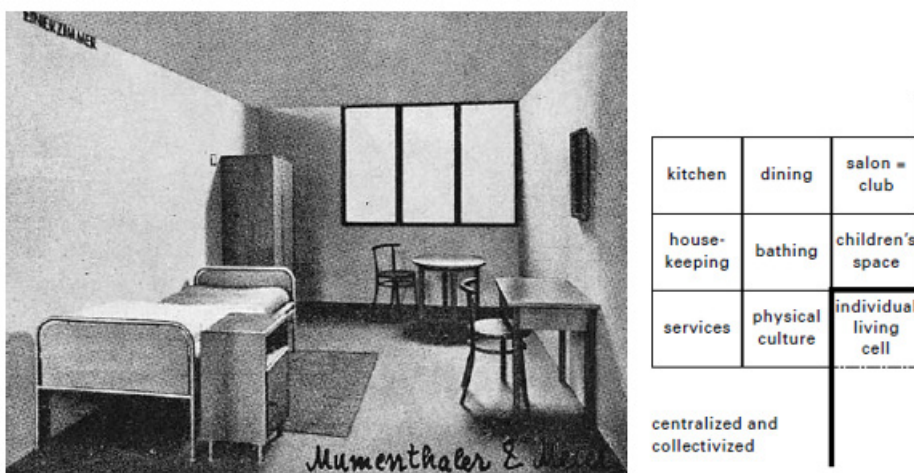 EINERZIMMER
Mumenthaler & Meier
kitchen
dining
salon =
club
house-
keeping
bathing
children's
space
services
physical
culture
individual
living
cell
centralized and
collectivized